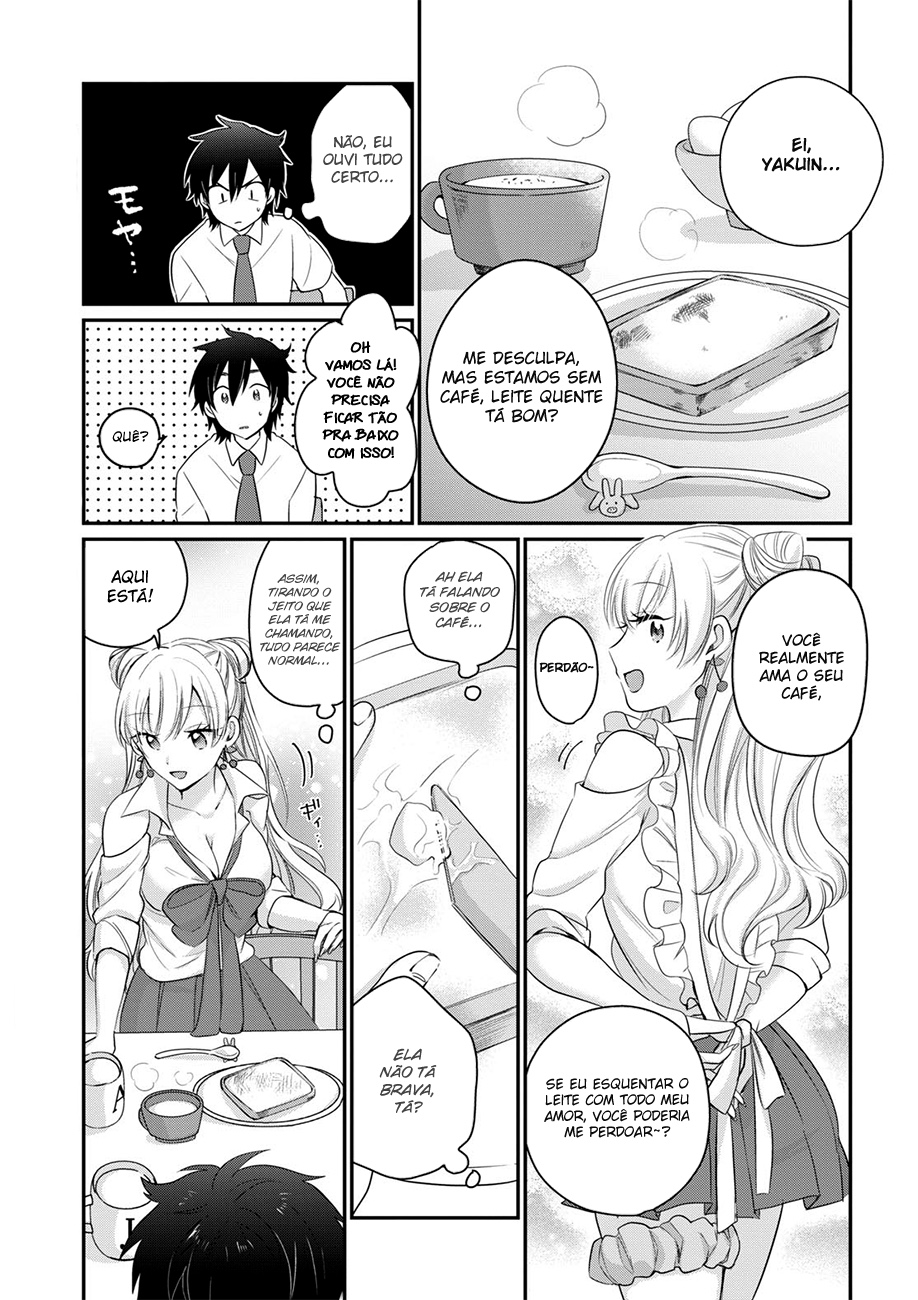 EI,
YAKUIN...
ME DESCULPA,
MAS ESTAMOS SEM
CAFÉ, LEITE QUENTE
TÁ BOM?
NÃO, EU
OUVI TUDO
CERTO...
モヤ…
OH
VAMOS LÁ!
VOCÊ NÃO
PRECISA
FICAR TÃO
PRA BAIXO
COM ISSO!
QUÊ?
VOCÊ
REALMENTE
AMA O SEU
CAFÉ,
PERDÃO~
SE EU ESQUENTAR O
LEITE COM TODO MEU
AMOR, VOCÊ PODERIA
ME PERDOAR~?
AH ELA
TÁ FALANDO
SOBRE O
CAFÉ...
ELA
NÃO TÁ
BRAVA,
TÁ?
ASSIM,
TIRANDO O
JEITO QUE
ELA TÁ ME
CHAMANDO,
TUDO PARECE
NORMAL...
AQUI
ESTÁ!
ギッ…
A
J